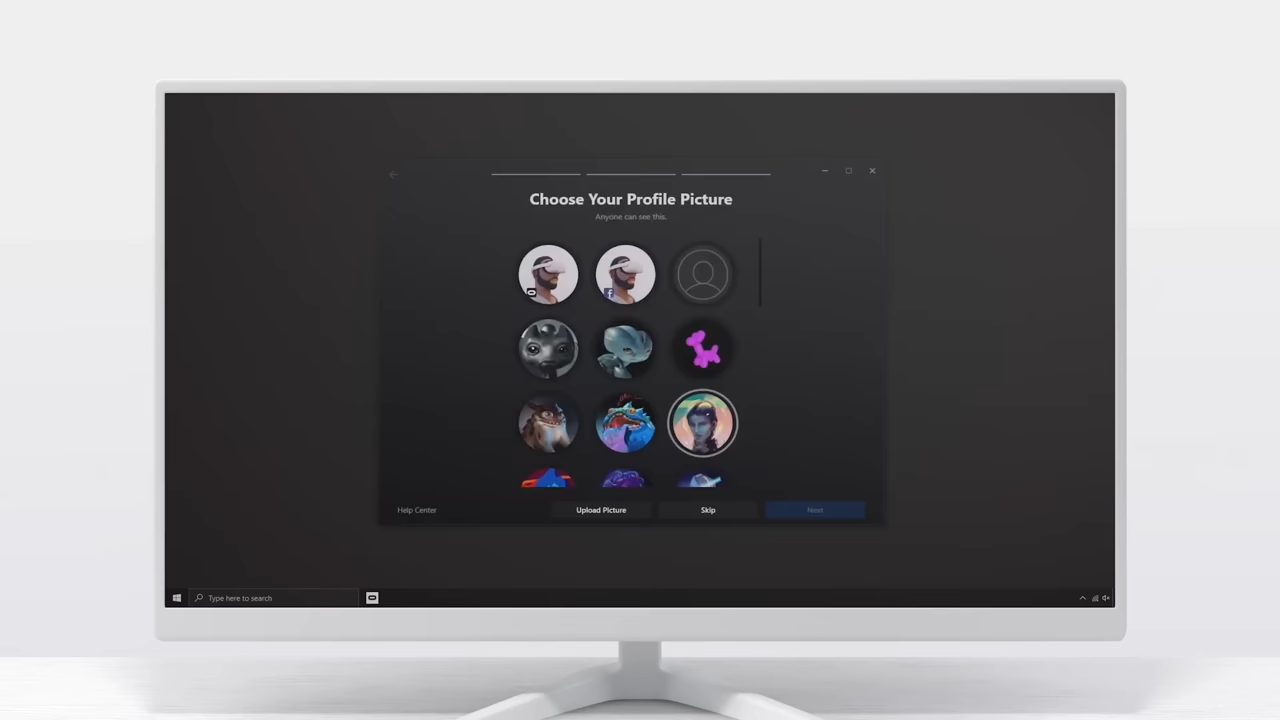 Choose Your Profile Picture
Anyone can see this.
Help Center
Upload Picture
Skip
Next
Type here to search